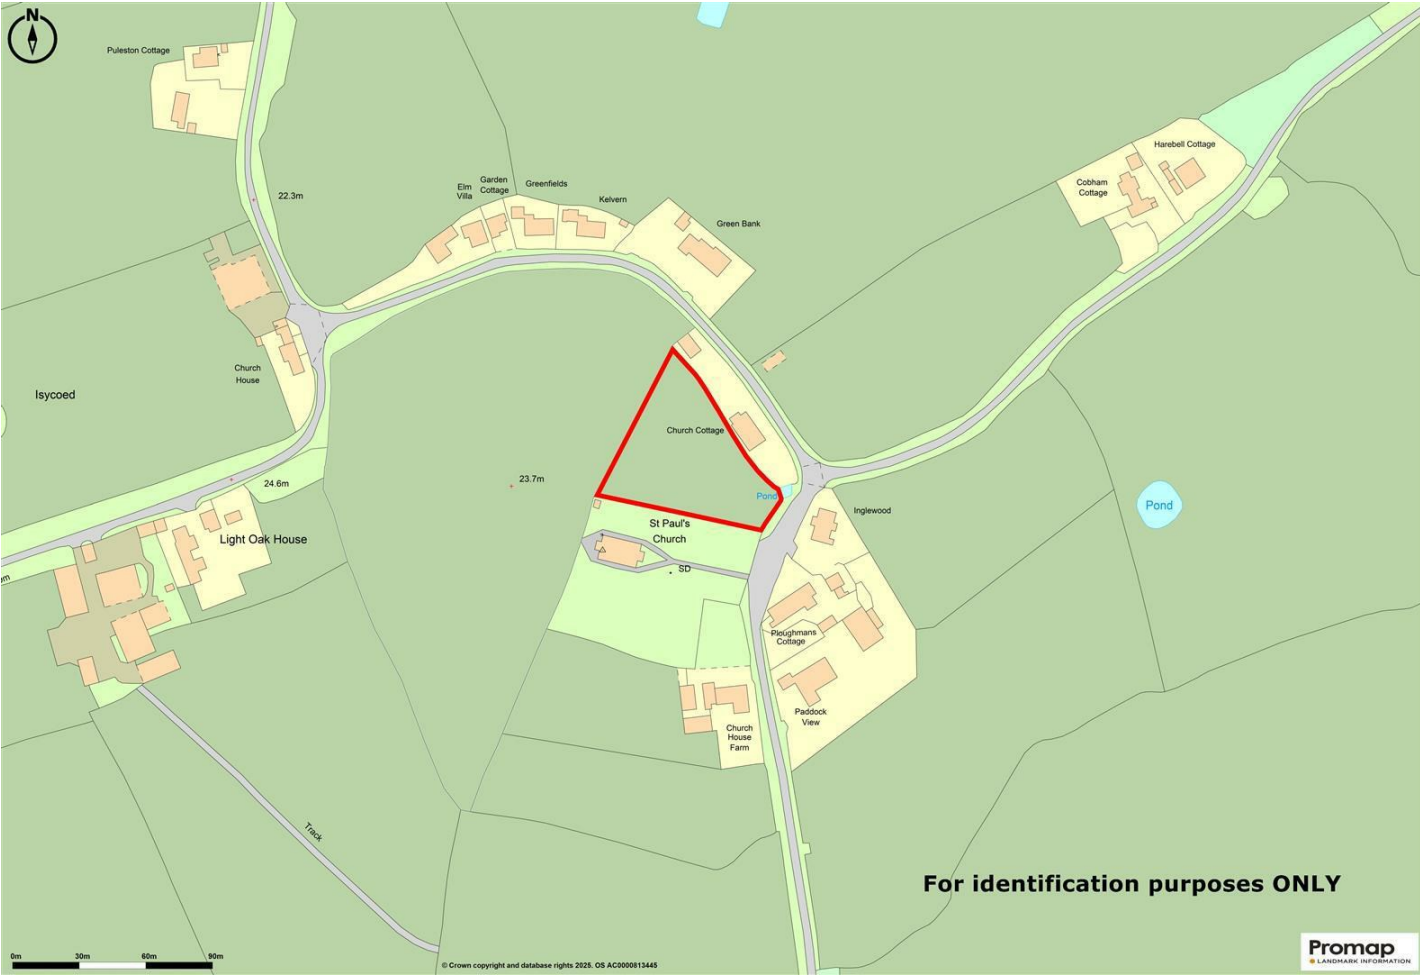 N
Puleston Cottage
22.3m
Elm
Villa
Garden
Cottage
Greenfields
Kelvern
Green Bank
Harebell Cottage
Cobham
Cottage
Church
House
Isycoed
Church Cottage
24.6m
23.7m
Pond
Pond
Inglewood
Light Oak House
St Paul's
Church
SD
Ploughmans
Cottage
Paddock
View
Church
House
Farm
Track
For identification purposes ONLY
0m 30m 60m 90m
© Crown copyright and database rights 2025. OS AC0000813445
Promap
LANDMARK INFORMATION